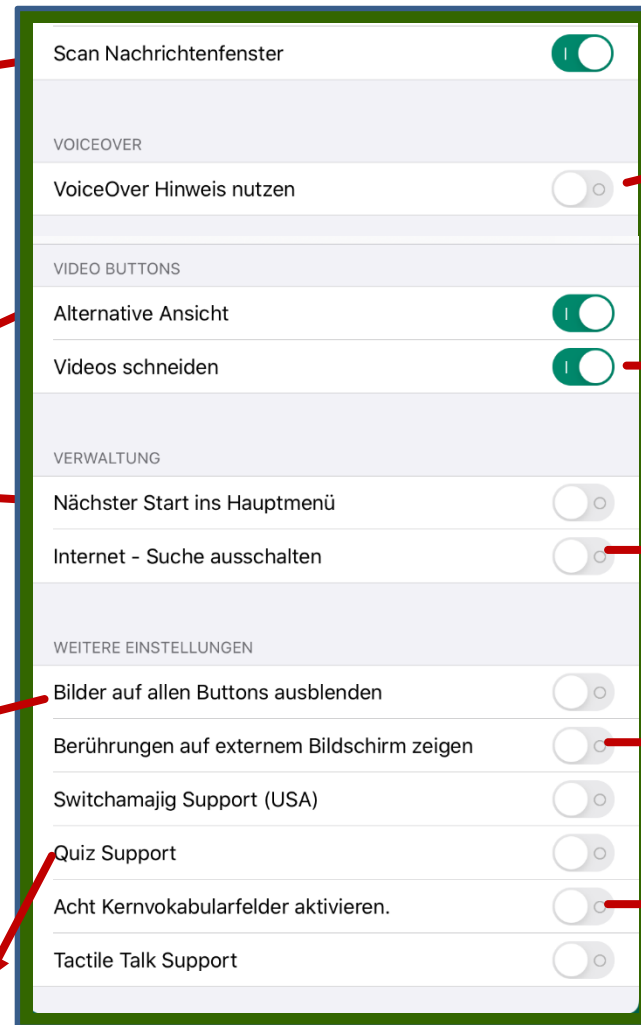 Scan Nachrichtenfenster
VOICEOVER
VoiceOver Hinweis nutzen
VIDEO BUTTONS
Alternative Ansicht
Videos schneiden
VERWALTUNG
Nächster Start ins Hauptmenü
Internet - Suche ausschalten
WEITERE EINSTELLUNGEN
Bilder auf allen Buttons ausblenden
Berührungen auf externem Bildschirm zeigen
Switchamajig Support (USA)
Quiz Support
Acht Kernvokabularfelder aktivieren.
Tactile Talk Support